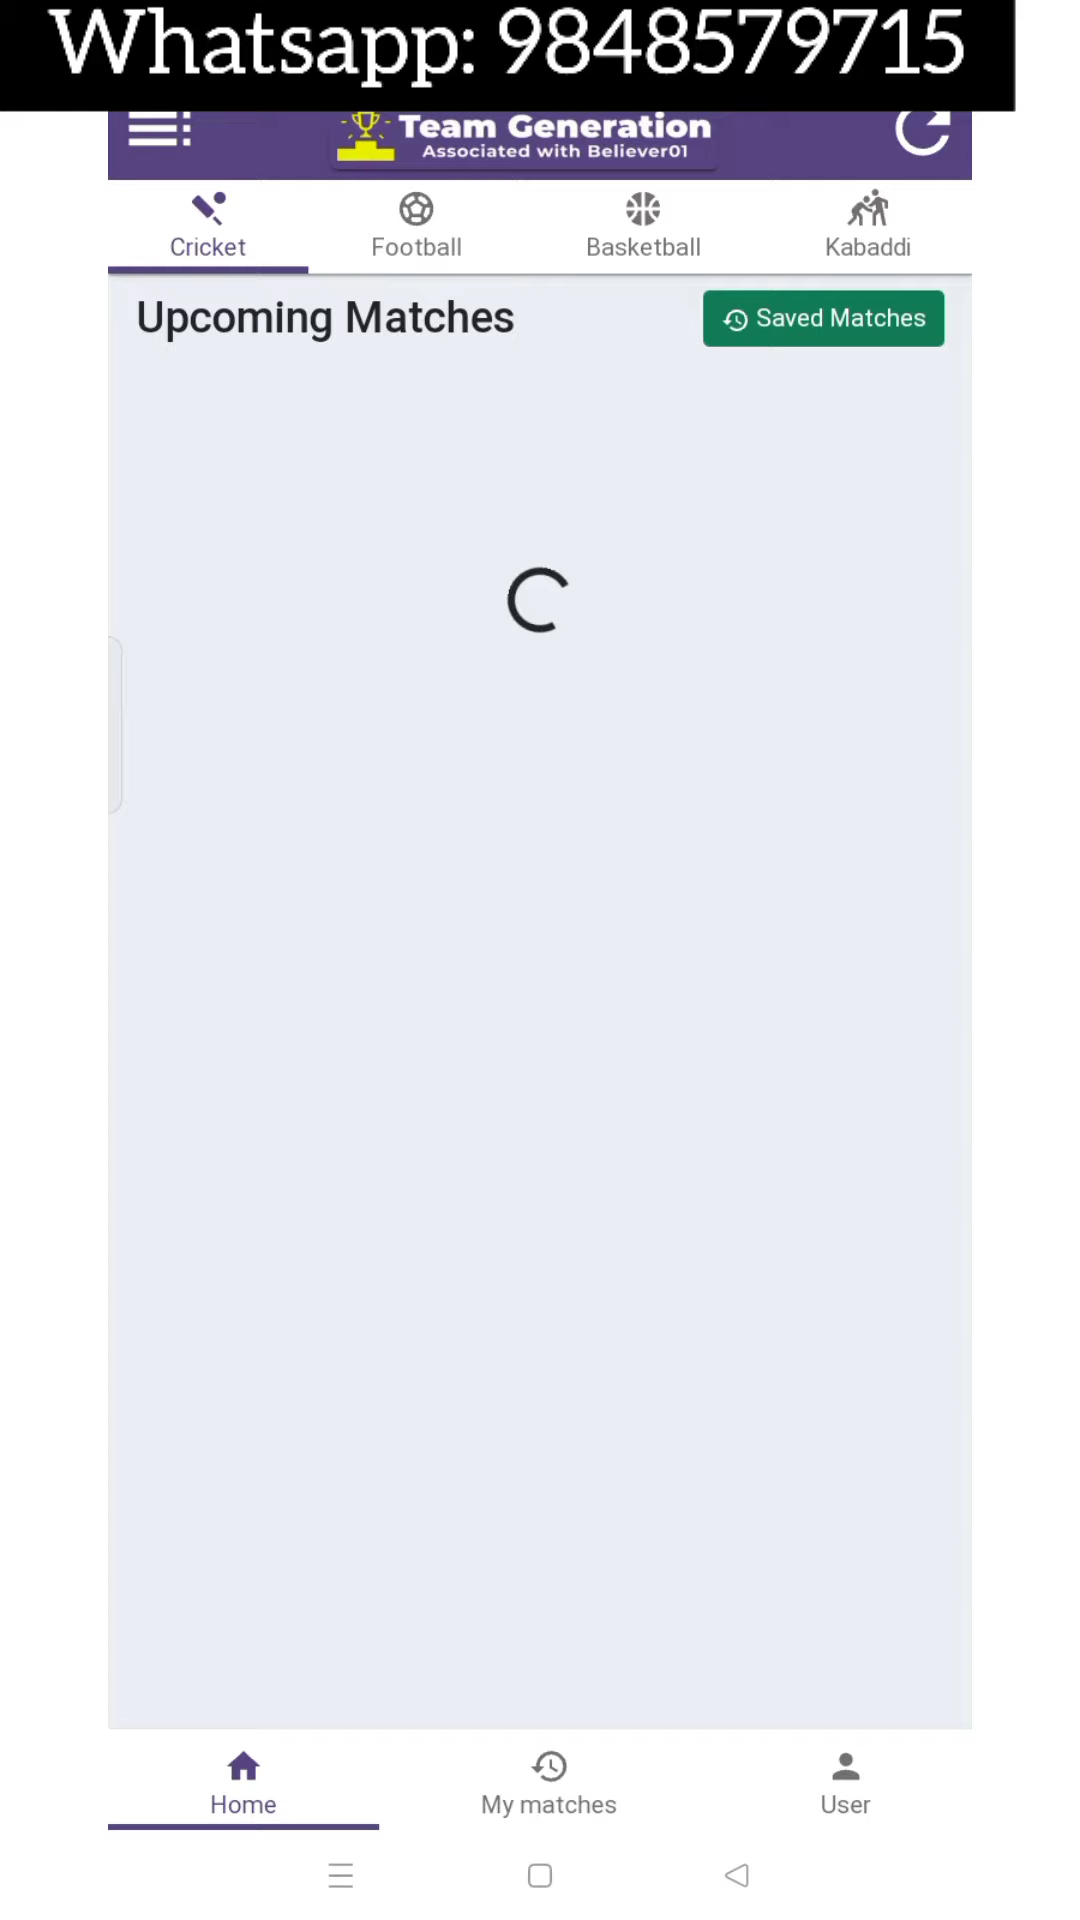 Whatsapp: 9848579715
Team Generation
Associated with Believer01
Cricket
Football
Basketball
Kabaddi
Upcoming Matches
Saved Matches
Home
My matches
User